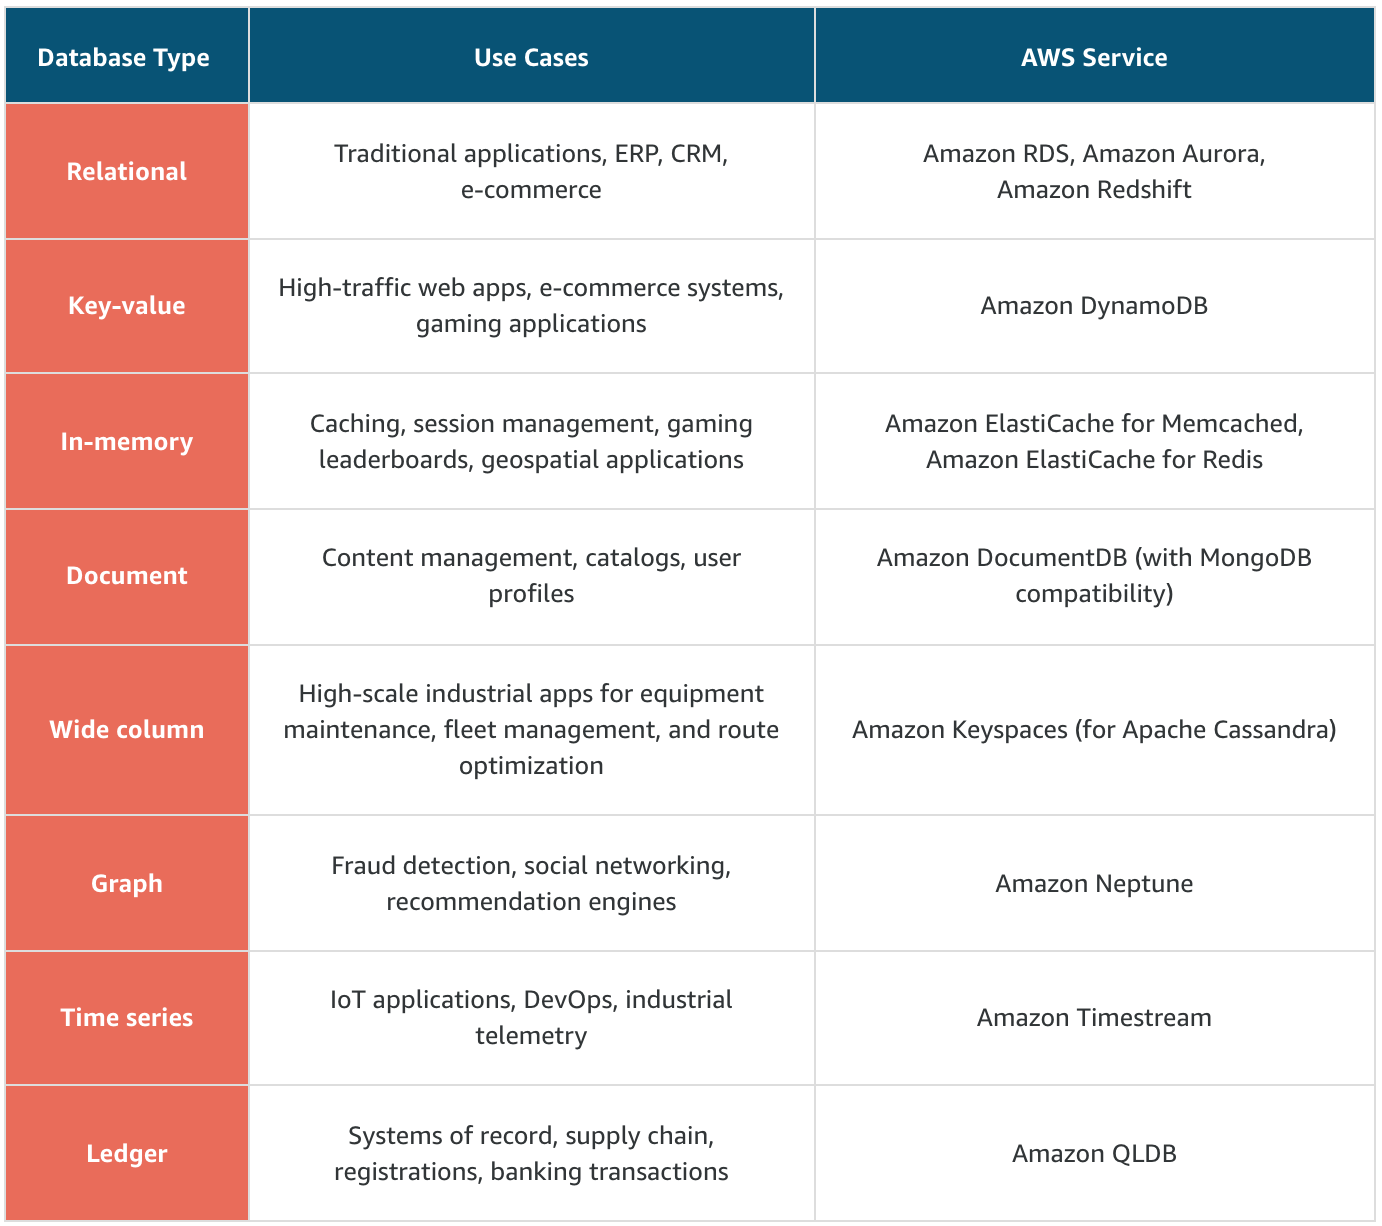 Database Type
Use Cases
AWS Service
Relational
Traditional applications, ERP, CRM,
e-commerce
Amazon RDS, Amazon Aurora,
Amazon Redshift
Key-value
High-traffic web apps, e-commerce systems,
gaming applications
Amazon DynamoDB
In-memory
Caching, session management, gaming
leaderboards, geospatial applications
Amazon ElastiCache for Memcached,
Amazon ElastiCache for Redis
Document
Content management, catalogs, user
profiles
Amazon DocumentDB (with MongoDB
compatibility)
Wide column
High-scale industrial apps for equipment
maintenance, fleet management, and route
optimization
Amazon Keyspaces (for Apache Cassandra)
Graph
Fraud detection, social networking,
recommendation engines
Amazon Neptune
Time series
IoT applications, DevOps, industrial
telemetry
Amazon Timestream
Ledger
Systems of record, supply chain,
registrations, banking transactions
Amazon QLDB